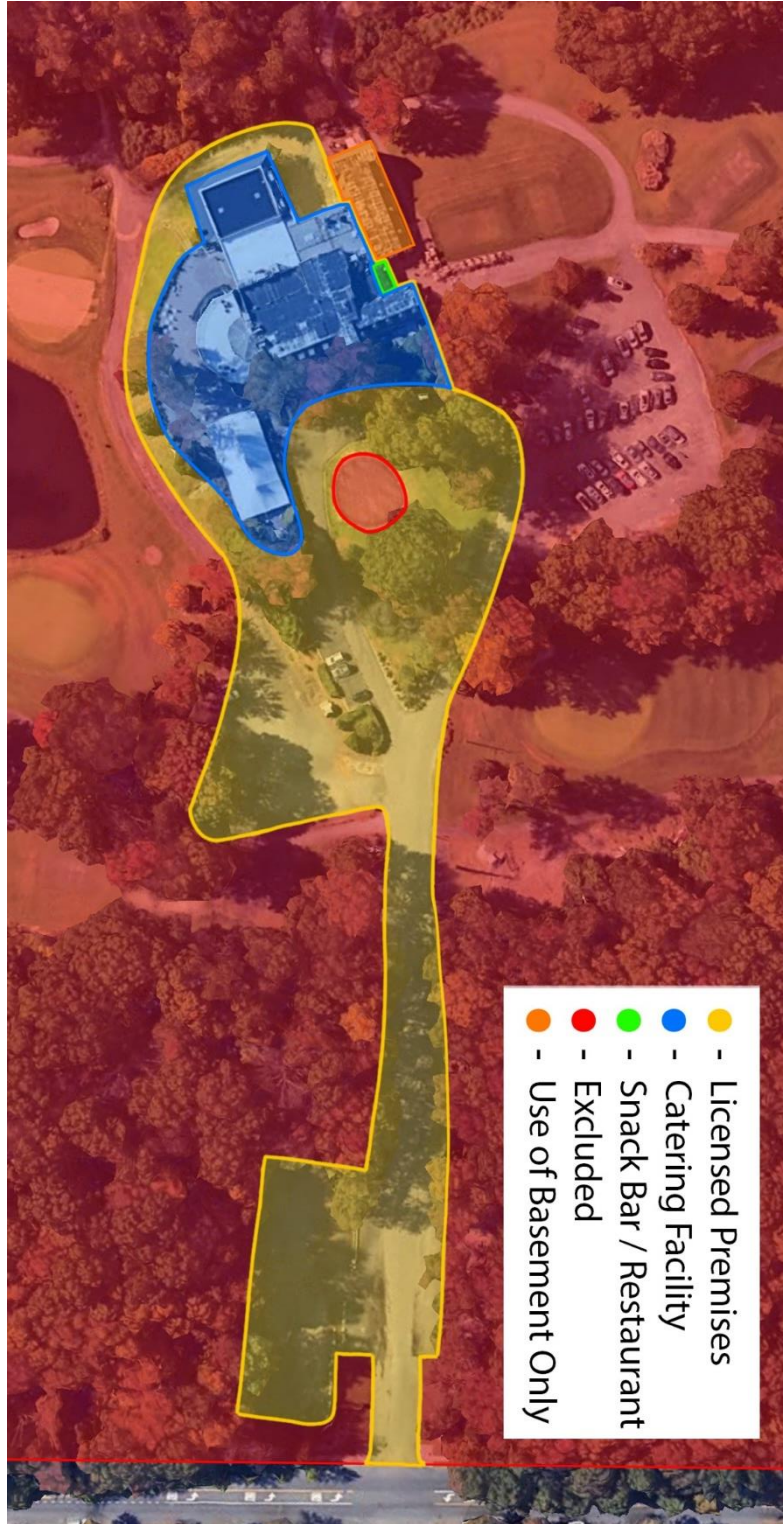 - Licensed Premises
- Catering Facility
- Snack Bar / Restaurant
- Excluded
- Use of Basement Only